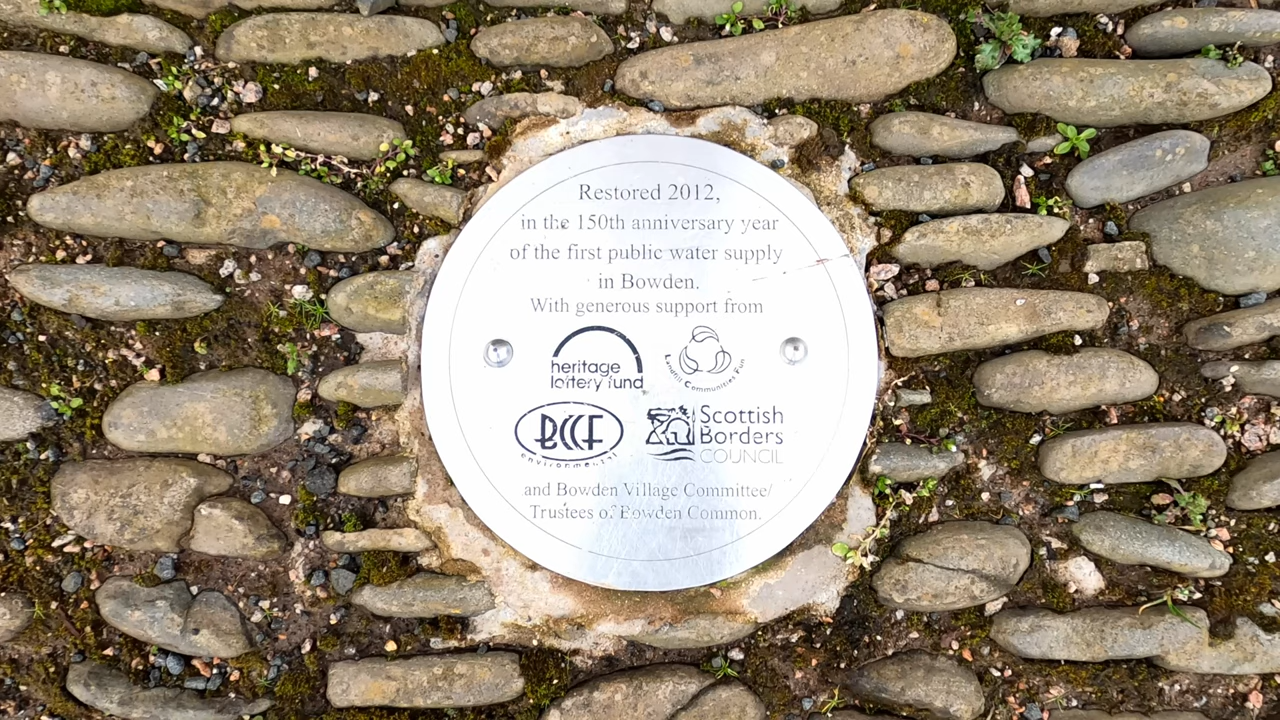 Restored 2012,
in the 150th anniversary year
of the first public water supply
in Bowden.
With generous support from
heritage
lottery fund
Landfill Communities Fun
BCCF
environmental
Scottish
Borders
COUNCIL
and Bowden Village Committee/
Trustees of Bowden Common.